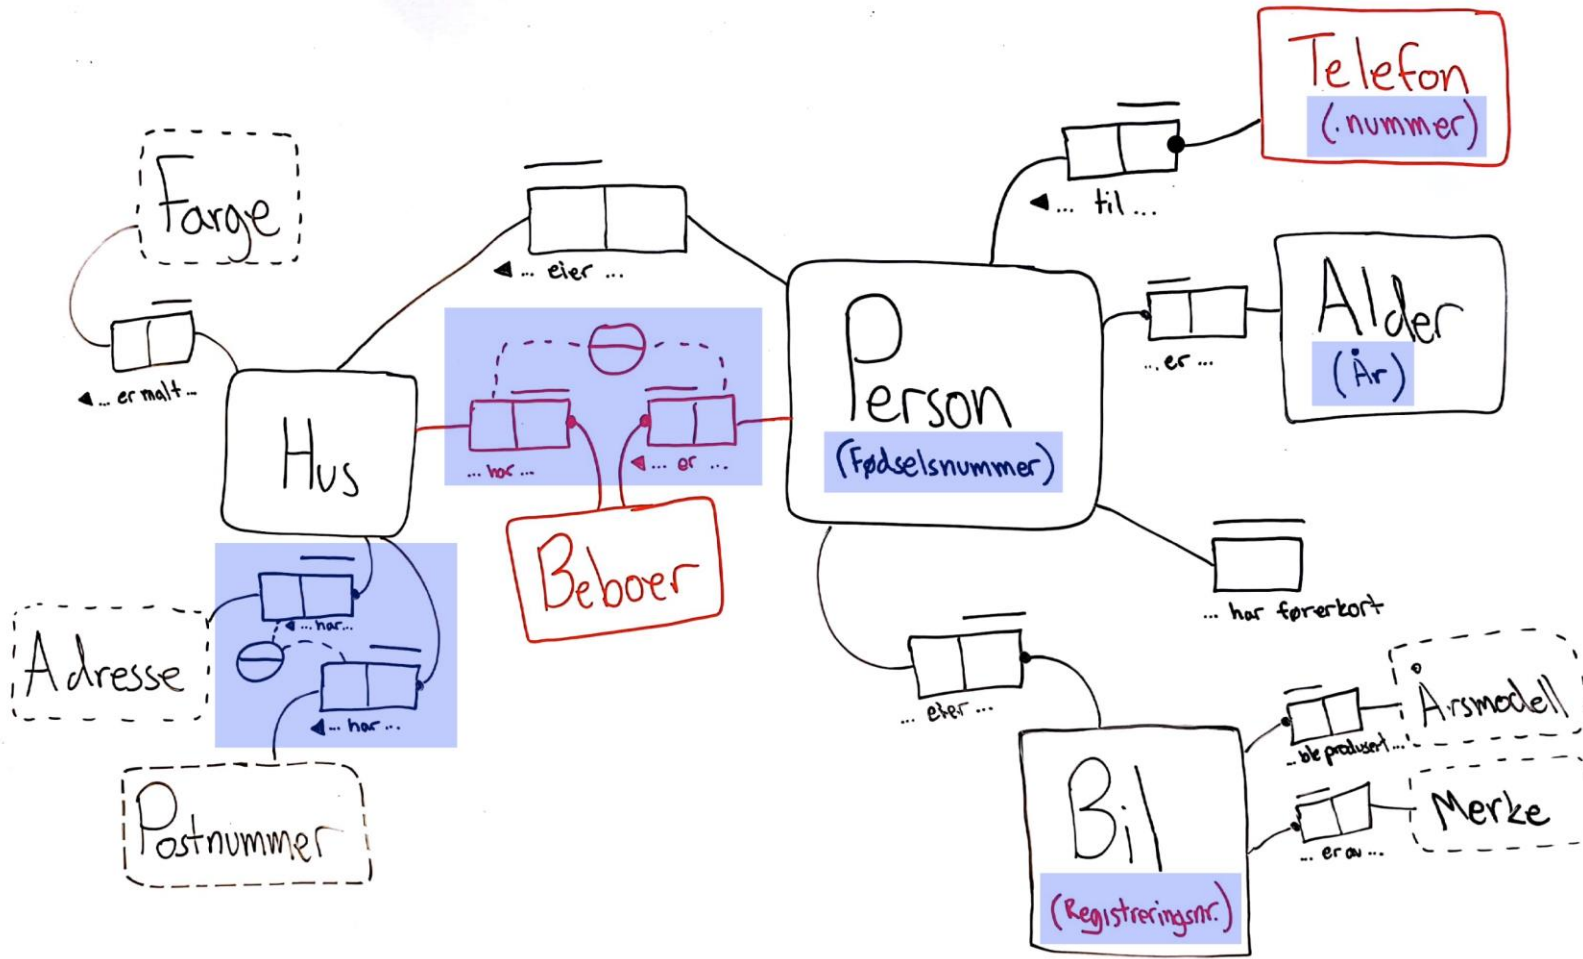 Telefon
(.nummer)
◄... til ...
Farge
◄... eier ...
Alder
(År)
... er ...
◄... er malt ...
Person
(Fødselsnummer)
Hus
... har ...
◄... er ...
Beboer
... har førerkort
◄... har ...
Adresse
◄... har ...
... eier ...
Årsmodell
... ble produsert ...
Postnummer
Bil
(Registreringsnr.)
Merke
... er av ...